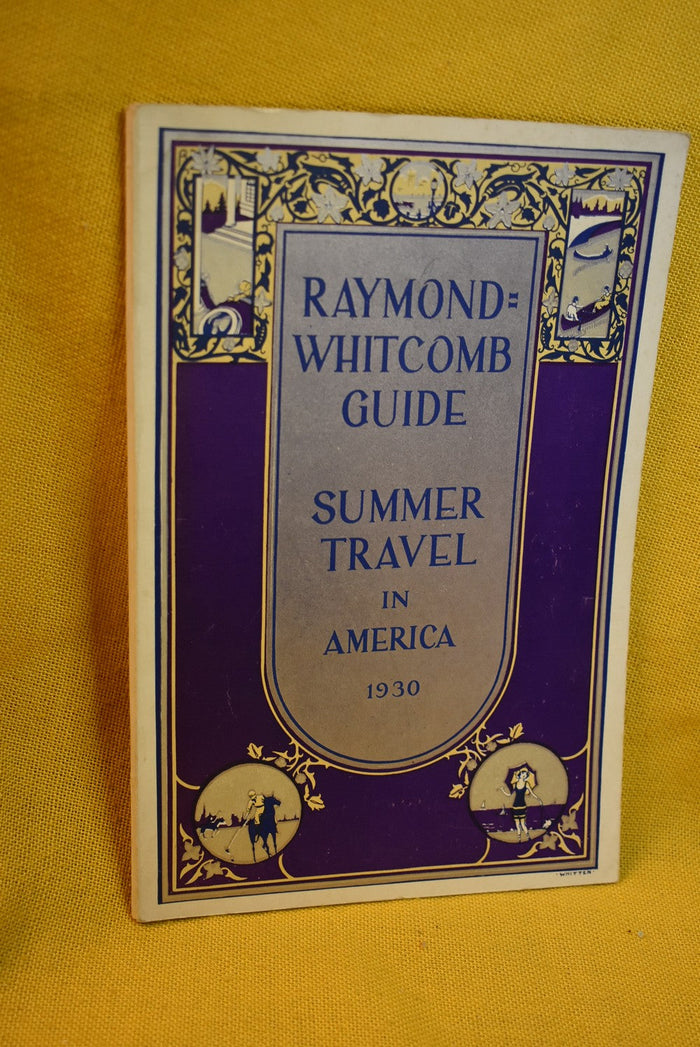 RAYMOND=
WHITCOMB
GUIDE
SUMMER
TRAVEL
IN
AMERICA
1930
WHITTEN